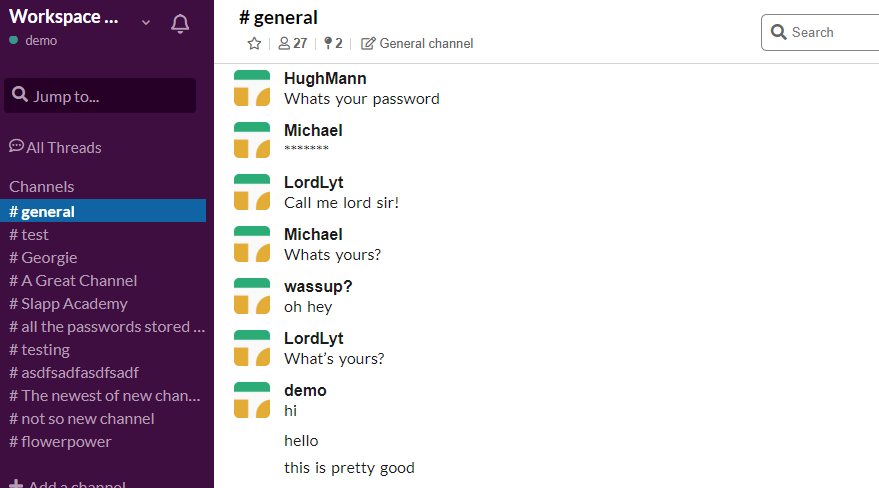 Workspace ...
demo
Jump to...
All Threads
Channels
# general
# test
# Georgie
# A Great Channel
# Slapp Academy
# all the passwords stored ...
# testing
# asdfsadfasdfsadf
# The newest of new chan...
# not so new channel
# flowerpower
Add a channel
# general
27
2
General channel
Search
HughMann
Whats your password
Michael
*******
LordLyt
Call me lord sir!
Michael
Whats yours?
wassup?
oh hey
LordLyt
What's yours?
demo
hi
hello
this is pretty good